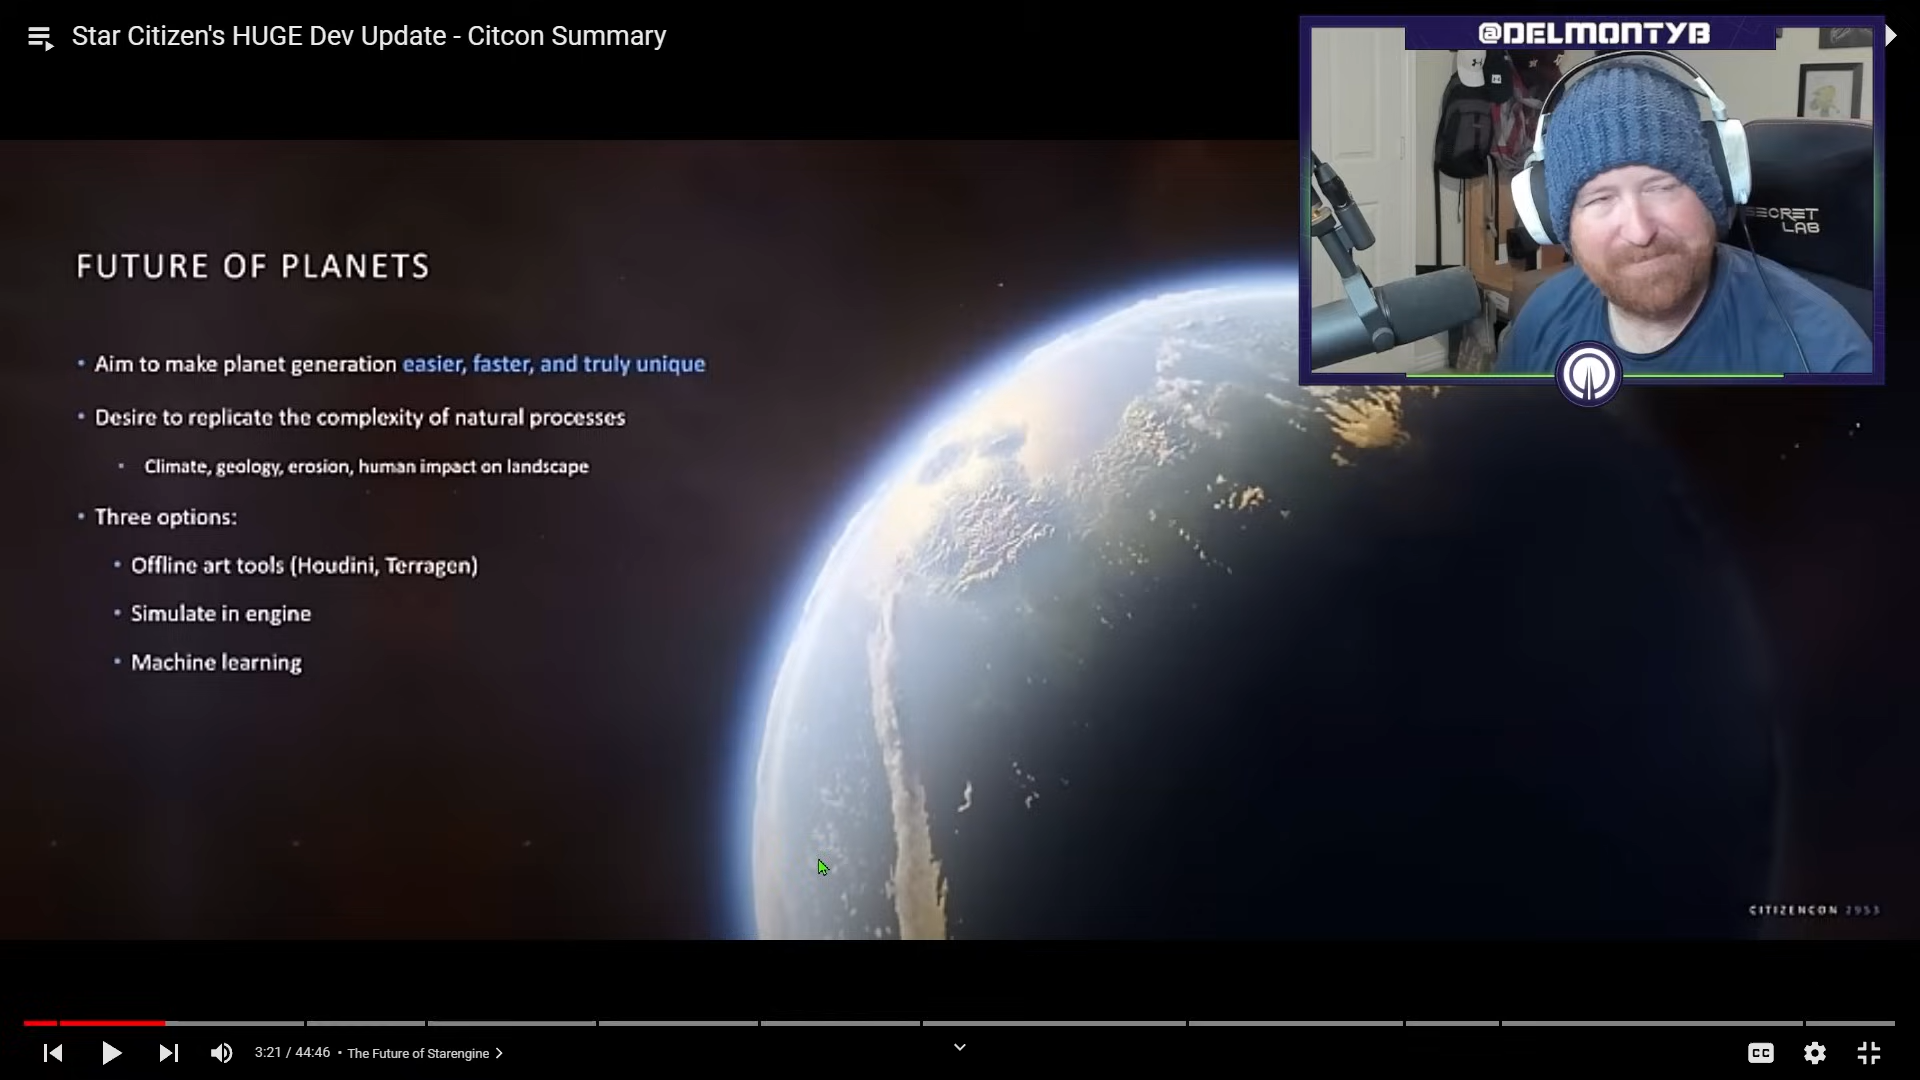 Star Citizen's HUGE Dev Update - Citcon Summary
@DELMONTYB
SECRET
LAB
FUTURE OF PLANETS
• Aim to make planet generation easier, faster, and truly unique
• Desire to replicate the complexity of natural processes
• Climate, geology, erosion, human impact on landscape
• Three options:
• Offline art tools (Houdini, Terragen)
• Simulate in engine
• Machine learning
CITIZENCON 2953
3:21 / 44:46 • The Future of Starengine >
CC